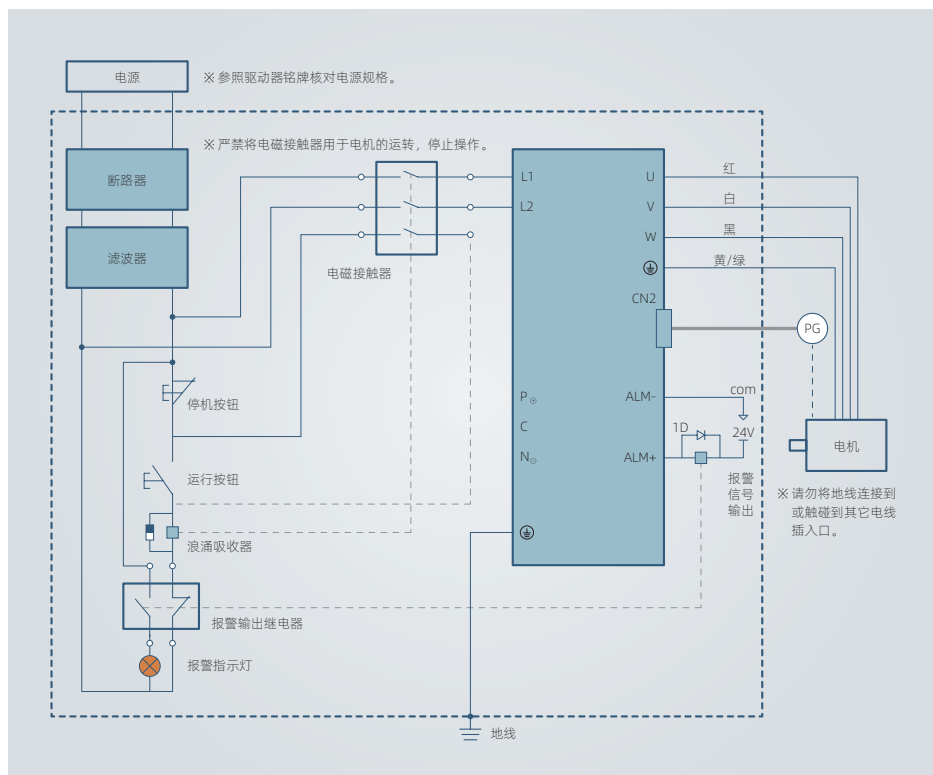 电源
※ 参照驱动器铭牌核对电源规格。
※ 严禁将电磁接触器用于电机的运转，停止操作。
断路器
滤波器
电磁接触器
L1
L2
U
V
W
CN2
红
白
黑
黄/绿
PG
P⊕
C
N⊖
ALM-
ALM+
com
1D
24V
报警
信号
输出
电机
※ 请勿将地线连接到
或触碰到其它电线
插入口。
停机按钮
运行按钮
浪涌吸收器
报警输出继电器
报警指示灯
地线